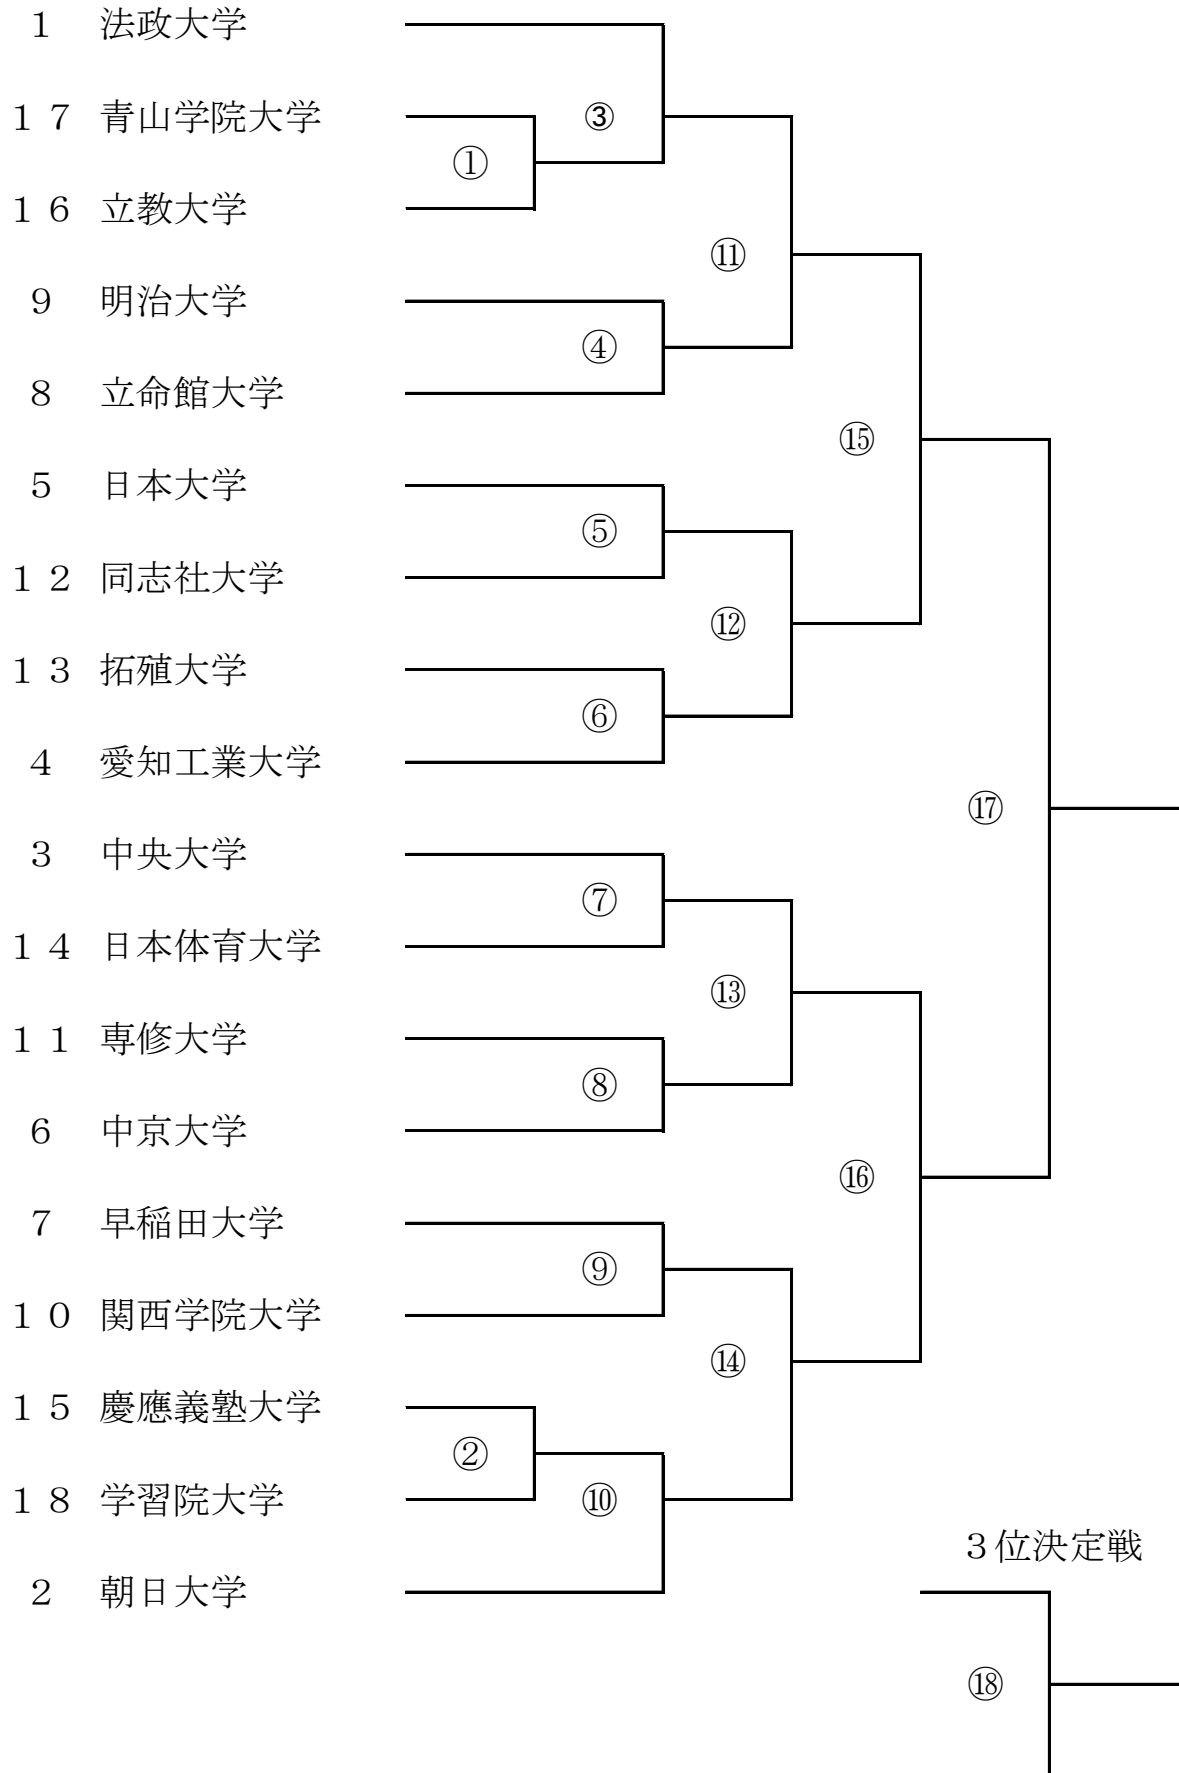 １ 法政大学
１７ 青山学院大学
③
①
１６ 立教大学
⑪
９ 明治大学
④
８ 立命館大学
⑮
５ 日本大学
⑤
１２ 同志社大学
⑫
１３ 拓殖大学
⑥
４ 愛知工業大学
⑰
３ 中央大学
⑦
１４ 日本体育大学
⑬
１１ 専修大学
⑧
６ 中京大学
⑯
７ 早稲田大学
⑨
１０ 関西学院大学
⑭
１５ 慶應義塾大学
②
１８ 学習院大学
⑩
３位決定戦
２ 朝日大学
⑱